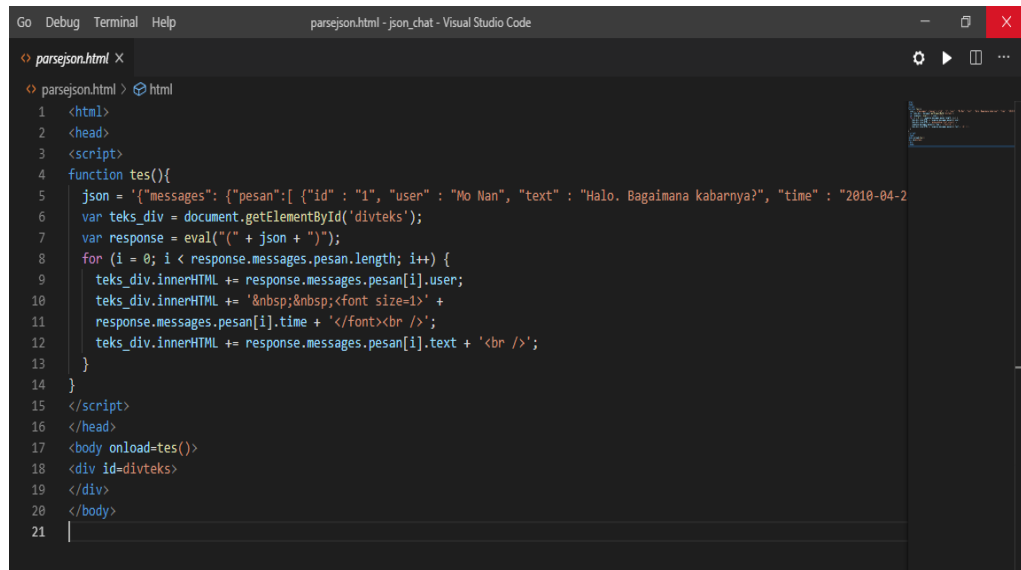 Go Debug Terminal Help parsejson.html - json_chat - Visual Studio Code
parsejson.html
parsejson.html > html
1 <html>
2 <head>
3 <script>
4 function tes(){
5 json = '{"messages": {"pesan":[ {"id" : "1", "user" : "Mo Nan", "text" : "Halo. Bagaimana kabarnya?", "time" : "2010-04-2
6 var teks_div = document.getElementById('divteks');
7 var response = eval("(" + json + ")");
8 for (i = 0; i < response.messages.pesan.length; i++) {
9 teks_div.innerHTML += response.messages.pesan[i].user;
10 teks_div.innerHTML += '&nbsp;&nbsp;<font size=1>' +
11 response.messages.pesan[i].time + '</font><br />';
12 teks_div.innerHTML += response.messages.pesan[i].text + '<br />';
13 }
14 }
15 </script>
16 </head>
17 <body onload=tes()>
18 <div id=divteks>
19 </div>
20 </body>
21